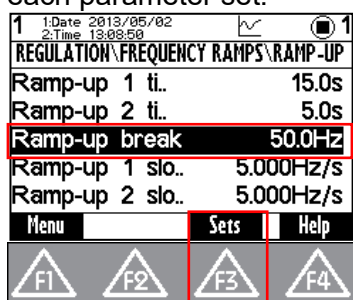 each parameter set.
1 1:Date 2013/05/02 1
2:Time 13:08:50
REGULATION\FREQUENCY RAMPS\RAMP-UP
Ramp-up 1 ti.. 15.0s
Ramp-up 2 ti.. 5.0s
Ramp-up break 50.0Hz
Ramp-up 1 slo.. 5.000Hz/s
Ramp-up 2 slo.. 5.000Hz/s
Menu Sets Help
F1 F2 F3 F4